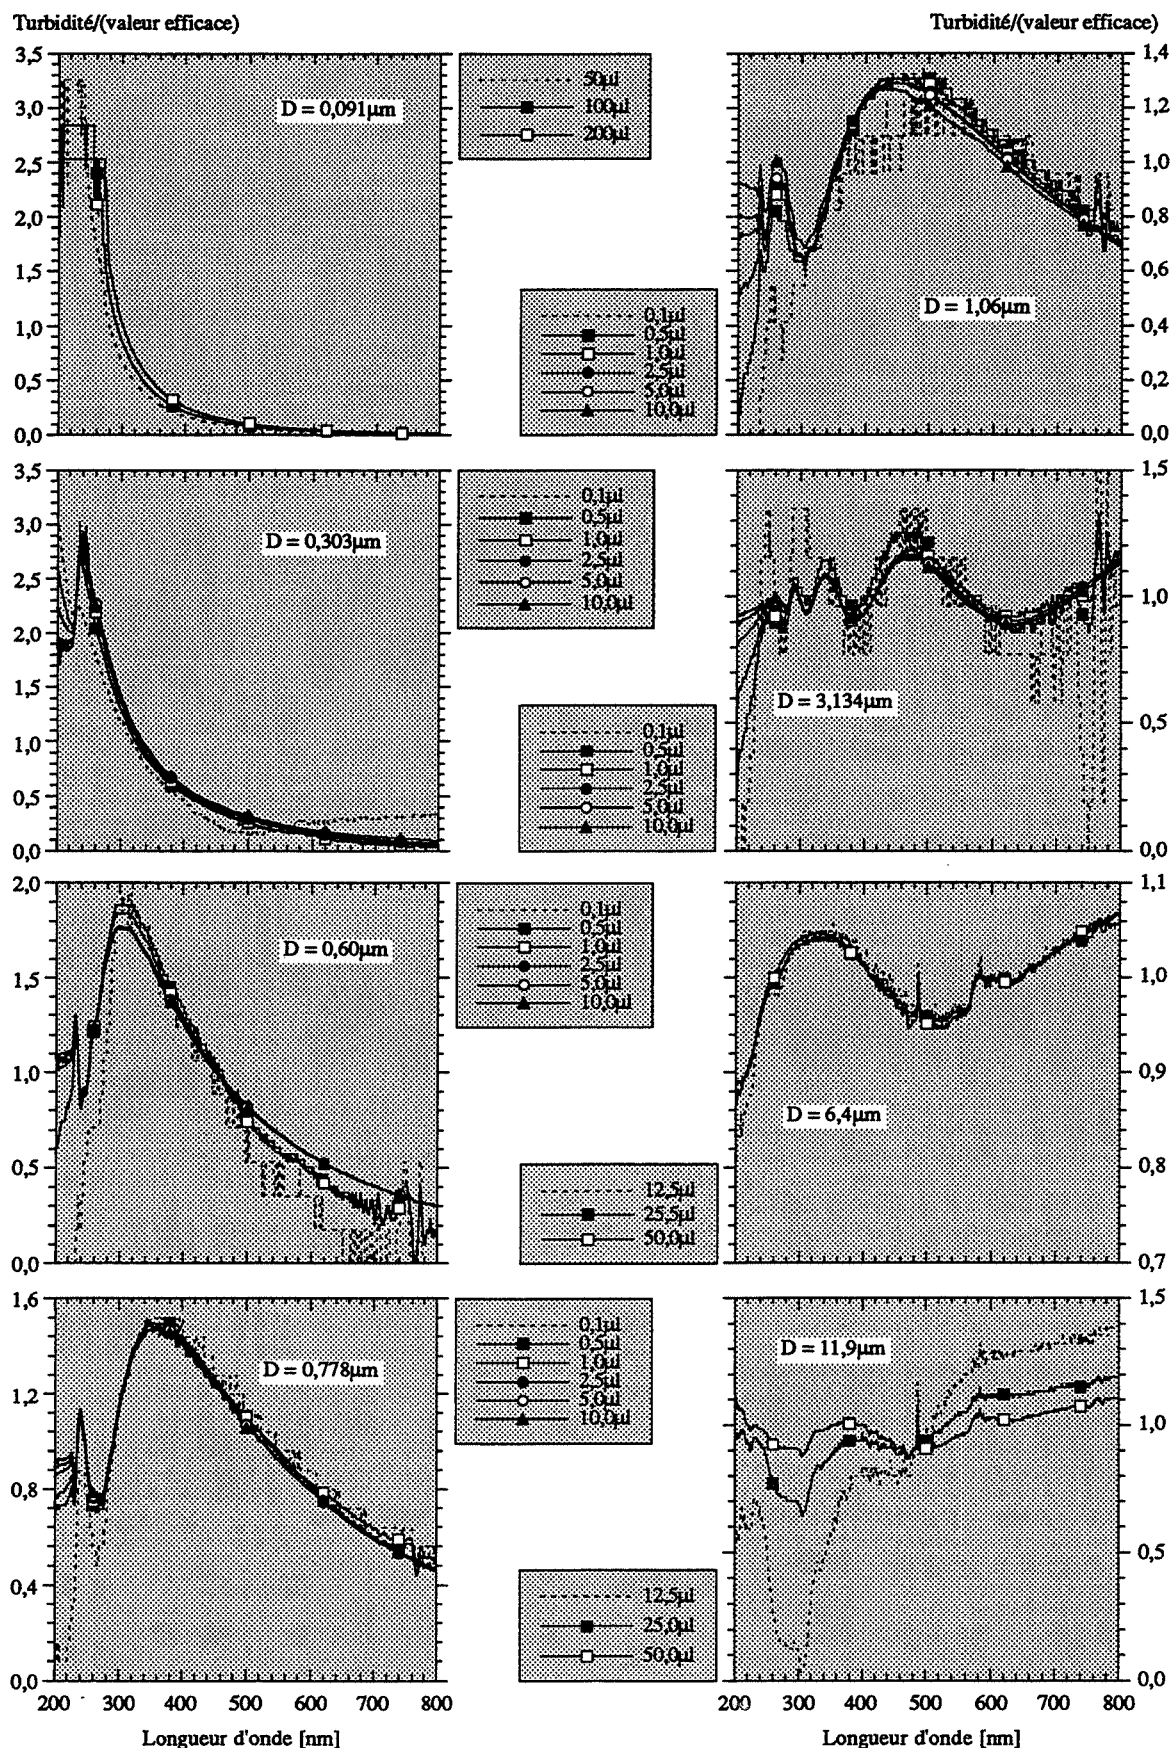 Turbidité/(valeur efficace)
Turbidité/(valeur efficace)
3,5
3,0
2,5
2,0
1,5
1,0
0,5
0,0
D = 0,091µm
50µl
100µl
200µl
1,4
1,2
1,0
0,8
0,6
0,4
0,2
0,0
D = 1,06µm
0,1µl
0,5µl
1,0µl
2,5µl
5,0µl
10,0µl
3,5
3,0
2,5
2,0
1,5
1,0
0,5
0,0
D = 0,303µm
0,1µl
0,5µl
1,0µl
2,5µl
5,0µl
10,0µl
1,5
1,0
0,5
0,0
D = 3,134µm
0,1µl
0,5µl
1,0µl
2,5µl
5,0µl
10,0µl
2,0
1,5
1,0
0,5
0,0
D = 0,60µm
0,1µl
0,5µl
1,0µl
2,5µl
5,0µl
10,0µl
1,1
1,0
0,9
0,8
0,7
D = 6,4µm
12,5µl
25,5µl
50,0µl
1,6
1,2
0,8
0,4
0,0
D = 0,778µm
0,1µl
0,5µl
1,0µl
2,5µl
5,0µl
10,0µl
1,5
1,0
0,5
0,0
D = 11,9µm
12,5µl
25,0µl
50,0µl
200 300 400 500 600 700 800
200 300 400 500 600 700 800
Longueur d'onde [nm]
Longueur d'onde [nm]